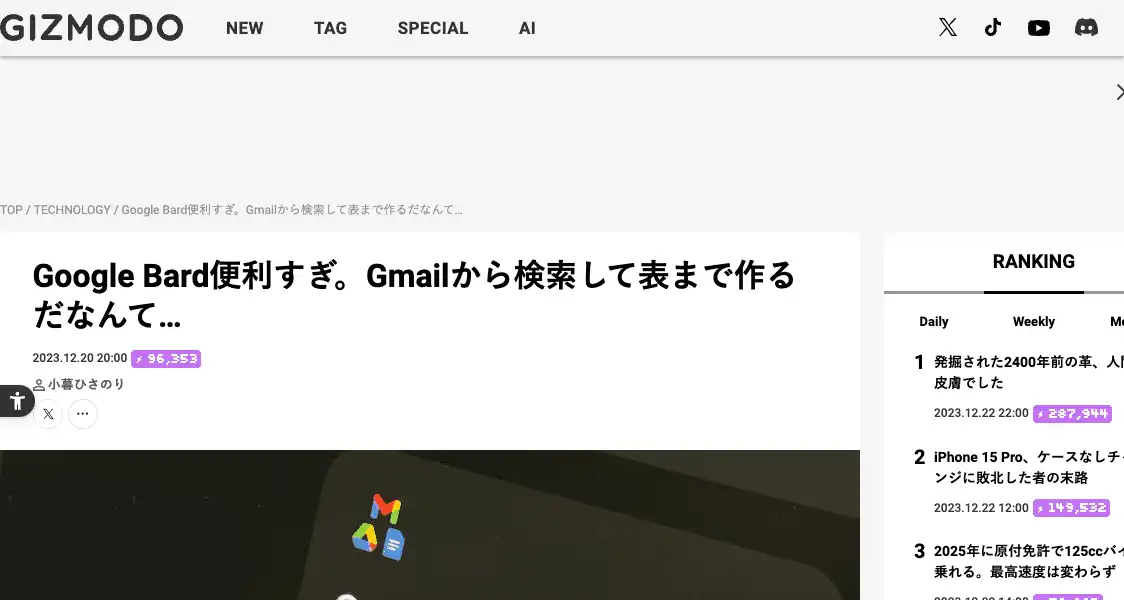 GIZMODO NEW TAG SPECIAL AI
TOP / TECHNOLOGY / Google Bard便利すぎ。Gmailから検索して表まで作るだなんて…
Google Bard便利すぎ。Gmailから検索して表まで作る
だなんて…
2023.12.20 20:00 96,353
小暮ひさのり
RANKING
Daily Weekly
1 発掘された2400年前の革、人間
皮膚でした
2023.12.22 22:00 287,944
2 iPhone 15 Pro、ケースなしチャ
ンジに敗北した者の末路
2023.12.22 12:00 149,532
3 2025年に原付免許で125ccバイ
乗れる。最高速度は変わらず